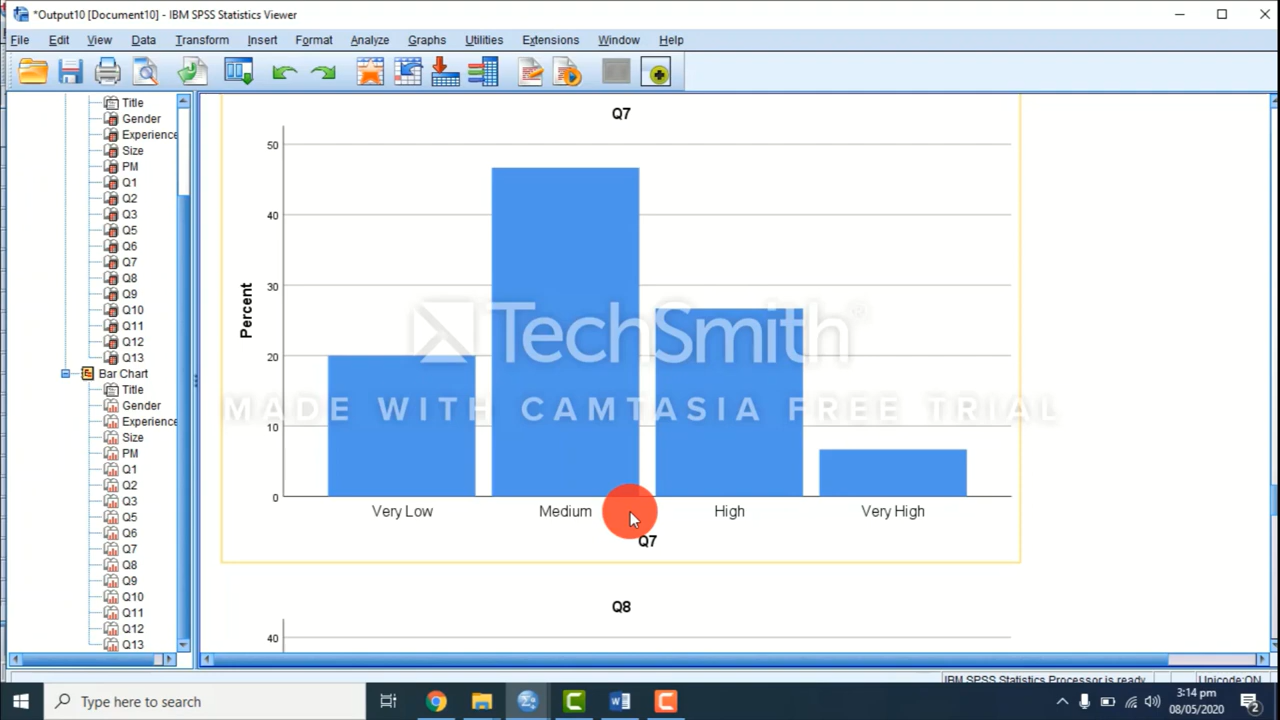 *Output10 [Document10] - IBM SPSS Statistics Viewer
File Edit View Data Transform Insert Format Analyze Graphs Utilities Extensions Window Help
Title
Gender
Experience
Size
PM
Q1
Q2
Q3
Q5
Q6
Q7
Q8
Q9
Q10
Q11
Q12
Q13
Bar Chart
Title
Gender
Experience
Size
PM
Q1
Q2
Q3
Q5
Q6
Q7
Q8
Q9
Q10
Q11
Q12
Q13
Q7
50
40
30
20
10
0
Percent
Very Low Medium High Very High
Q7
TechSmith®
MADE WITH CAMTASIA FREE TRIAL
Q8
40
IBM SPSS Statistics Processor is ready
Unicode:ON
Type here to search
3:14 pm
08/05/2020
2